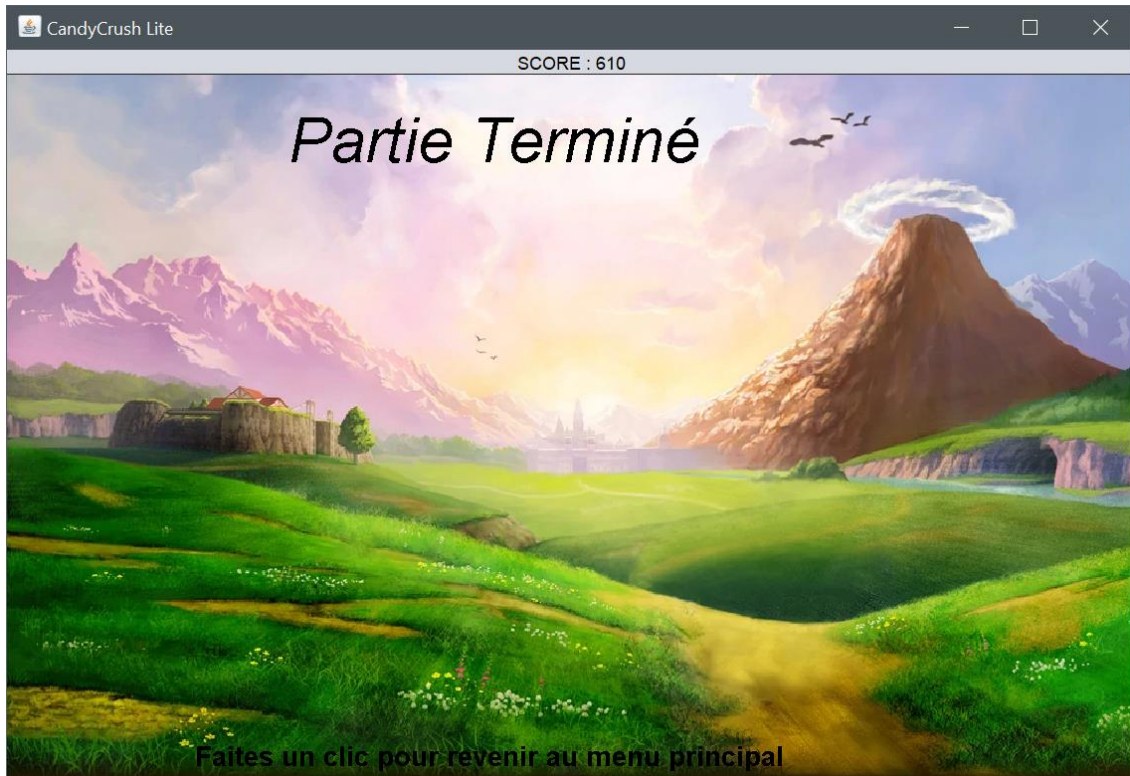 CandyCrush Lite
SCORE : 610
Partie Terminé
Faites un clic pour revenir au menu principal